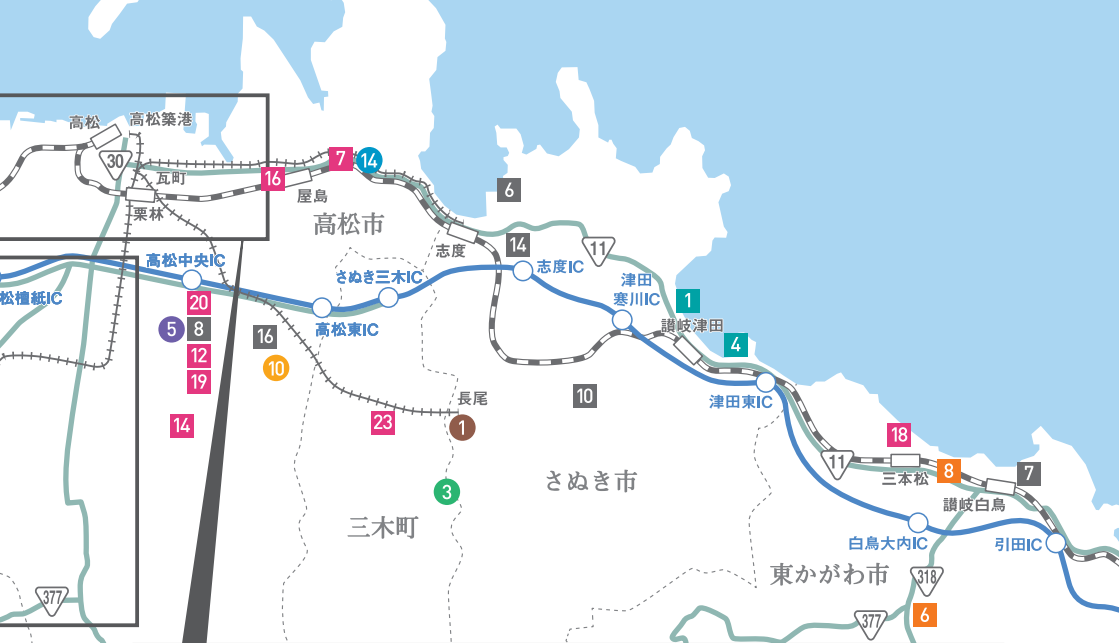 高松
高松築港
30
瓦町
栗林
16
屋島
7
14
高松市
志度
6
14
11
高松中央IC
松檀紙IC
さぬき三木IC
高松東IC
志度IC
津田
寒川IC
20
5
8
12
19
14
16
10
1
讃岐津田
4
津田東IC
10
長尾
23
1
3
さぬき市
三木町
18
11
三本松
8
7
讃岐白鳥
白鳥大内IC
引田IC
東かがわ市
318
6
377
377